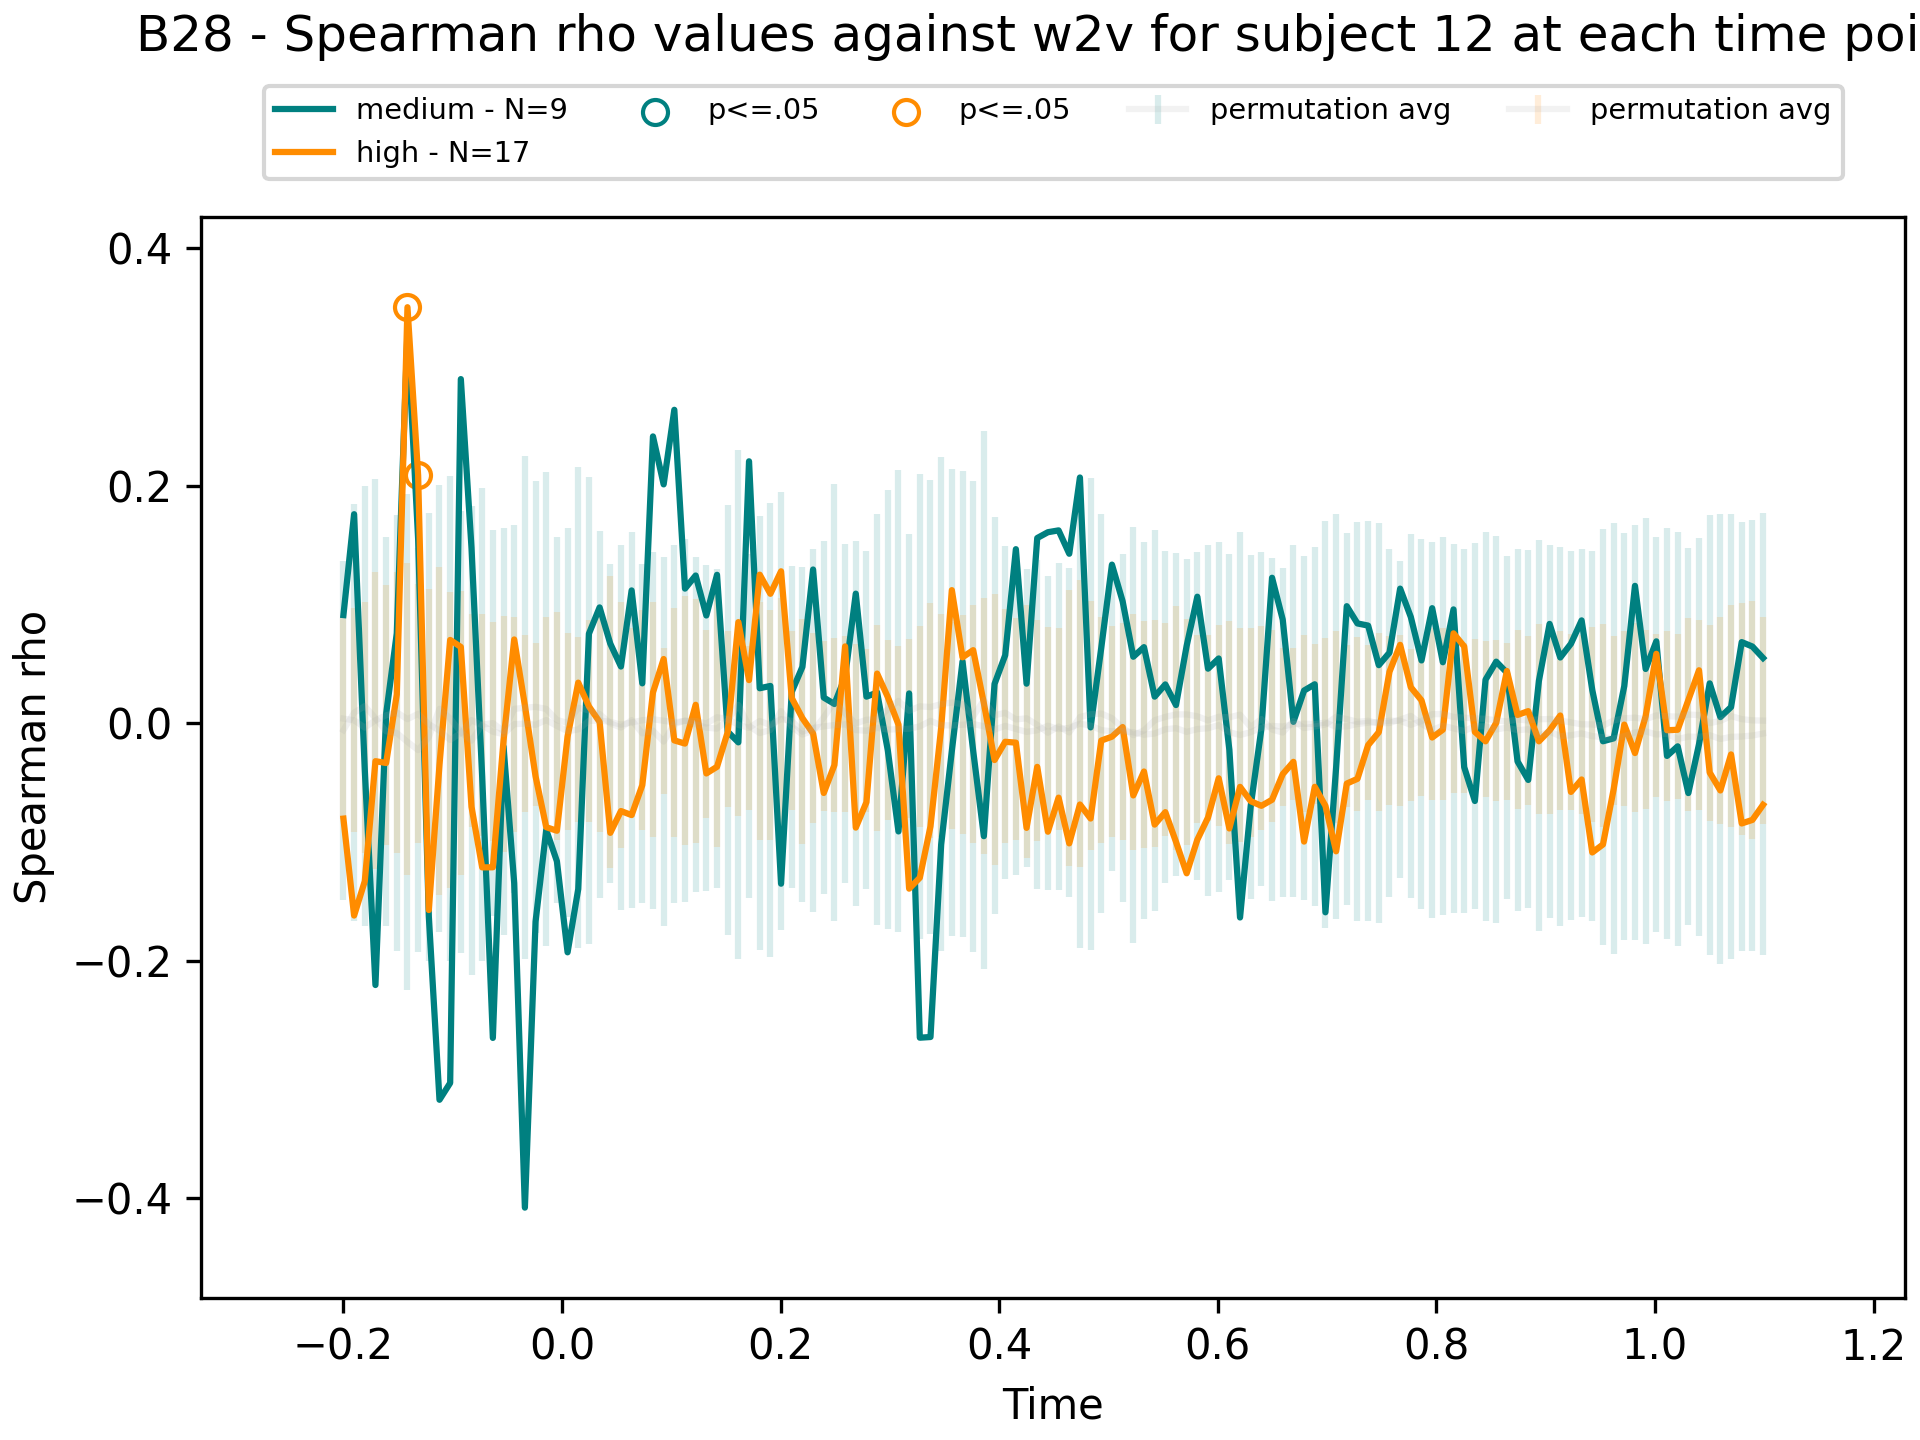 B28 - Spearman rho values against w2v for subject 12 at each time poi
medium - N=9
high - N=17
p<=.05
p<=.05
permutation avg
permutation avg
Spearman rho
0.4
0.2
0.0
−0.2
−0.4
−0.2
0.0
0.2
0.4
0.6
0.8
1.0
1.2
Time